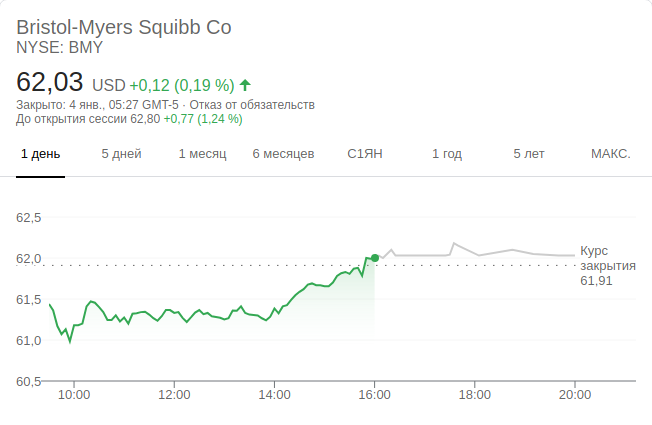 Bristol-Myers Squibb Co
NYSE: BMY
62,03 USD +0,12 (0,19 %)
Закрыто: 4 янв., 05:27 GMT-5 · Отказ от обязательств
До открытия сессии 62,80 +0,77 (1,24 %)
1 день 5 дней 1 месяц 6 месяцев С1ЯН 1 год 5 лет МАКС.
62,5
62,0
Курс
закрытия
61,91
61,5
61,0
60,5
10:00 12:00 14:00 16:00 18:00 20:00